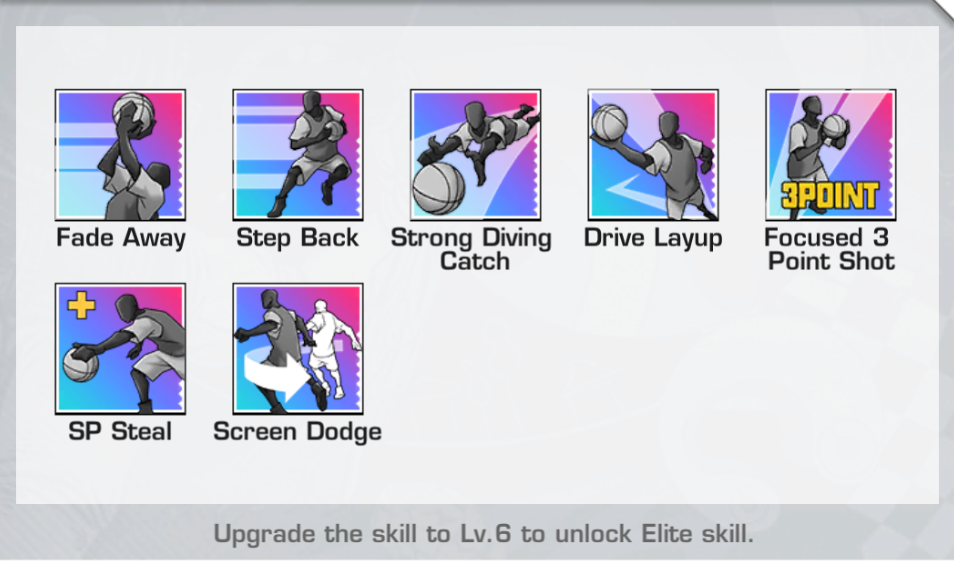 3POINT
Fade Away
Step Back
Strong Diving
Catch
Drive Layup
Focused 3
Point Shot
SP Steal
Screen Dodge
Upgrade the skill to Lv.6 to unlock Elite skill.